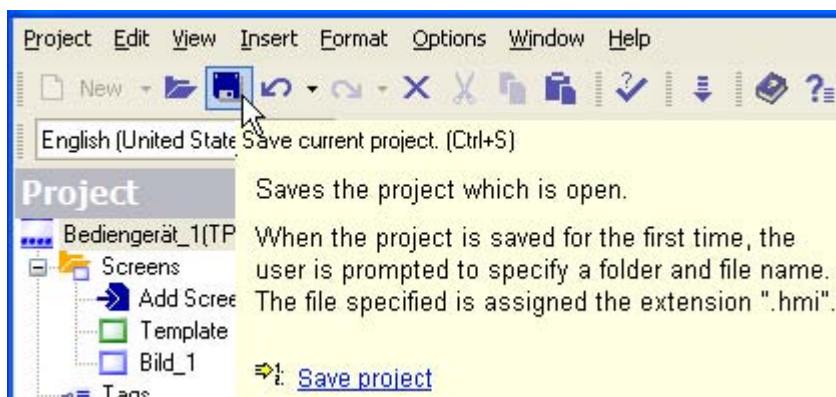 Project Edit View Insert Format Options Window Help
New
English (United State
Save current project. (Ctrl+S)
Project
Saves the project which is open.
Bediengerät_1(TP
When the project is saved for the first time, the
user is prompted to specify a folder and file name.
The file specified is assigned the extension ".hmi".
Screens
Add Scree
Template
Bild_1
Save project
Tags